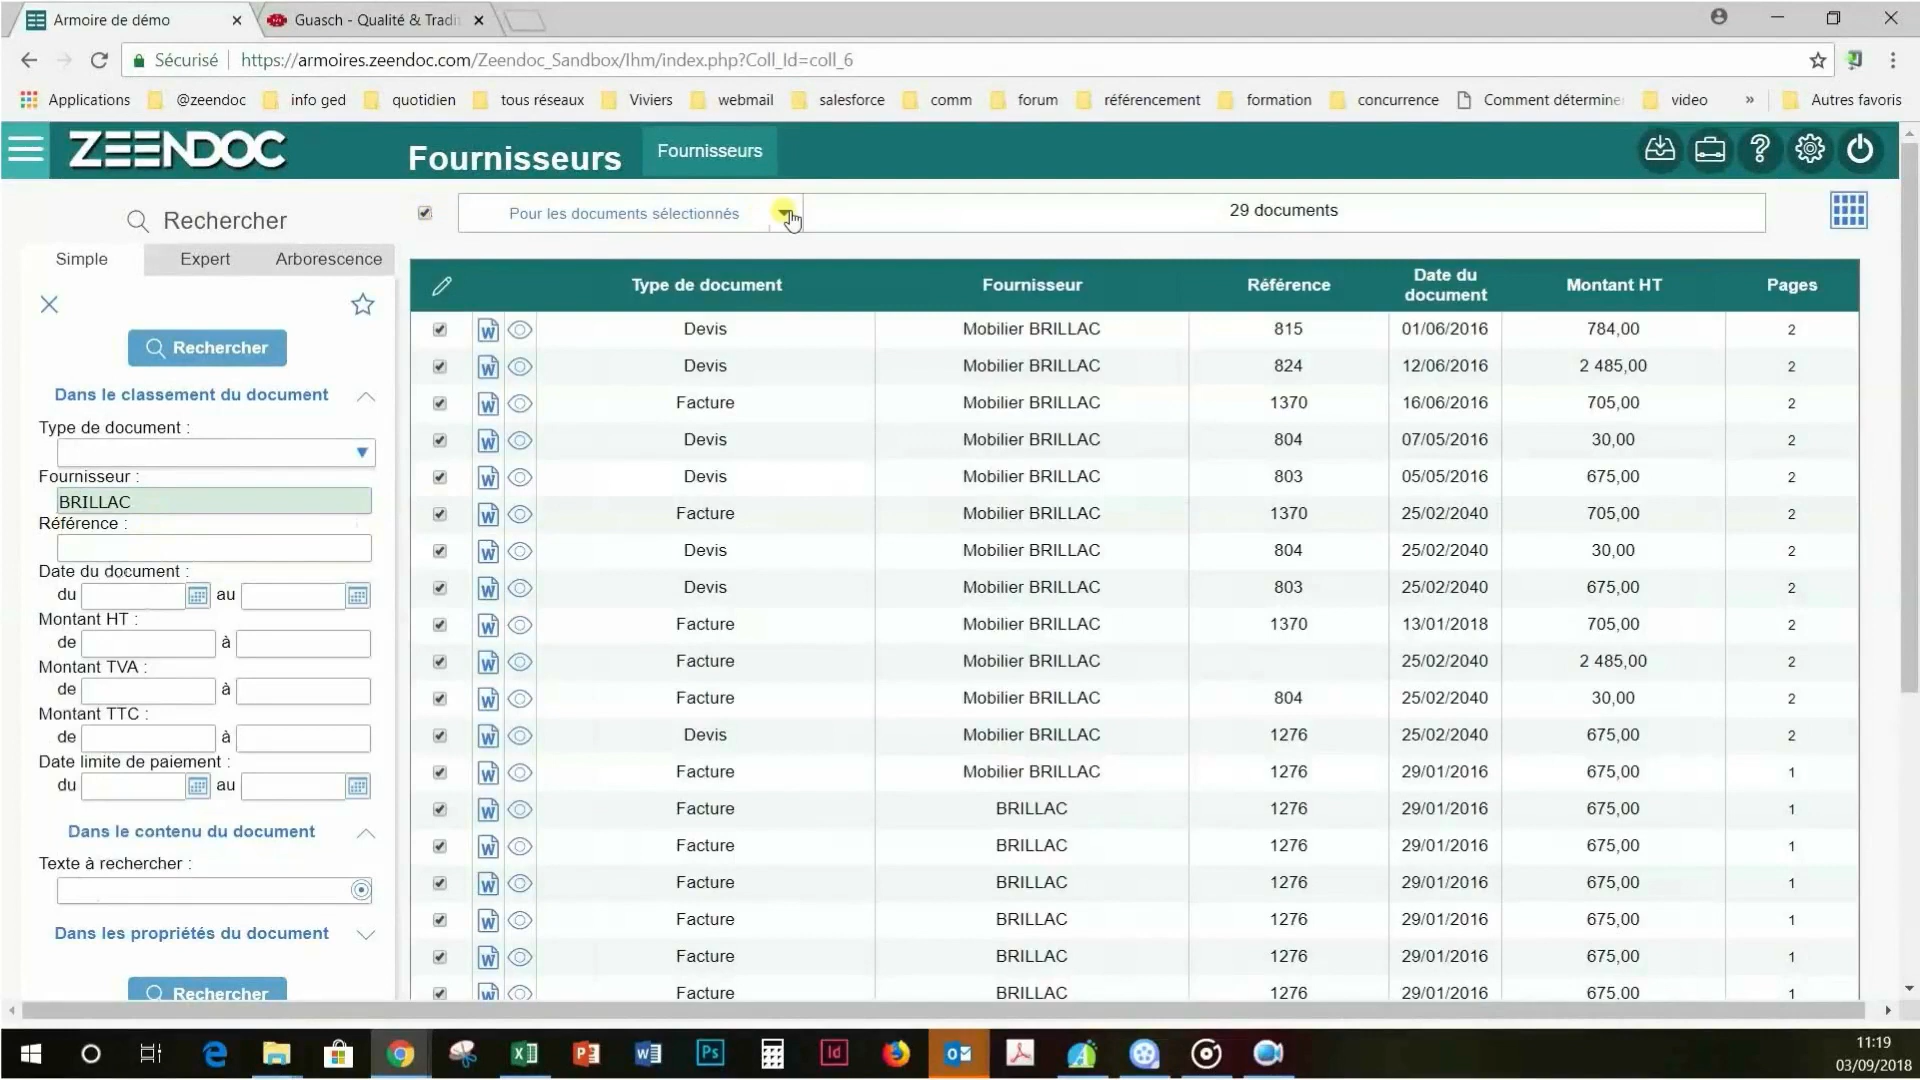 Armoire de démo
Guasch - Qualité & Tradi
Sécurisé
https://armoires.zeendoc.com/Zeendoc_Sandbox/Ihm/index.php?Coll_Id=coll_6
Applications @zeendoc info ged quotidien tous réseaux Viviers webmail salesforce comm forum référencement formation concurrence Comment détermine video » Autres favoris
ZEENDOC
Fournisseurs
Fournisseurs
Rechercher
Pour les documents sélectionnés
29 documents
Simple Expert Arborescence
Rechercher
Dans le classement du document
Type de document :
Fournisseur :
BRILLAC
Référence :
Date du document :
du au
Montant HT :
de à
Montant TVA :
de à
Montant TTC :
de à
Date limite de paiement :
du au
Dans le contenu du document
Texte à rechercher :
Dans les propriétés du document
Rechercher
Type de document Fournisseur Référence Date du document Montant HT Pages
Devis Mobilier BRILLAC 815 01/06/2016 784,00 2
Devis Mobilier BRILLAC 824 12/06/2016 2 485,00 2
Facture Mobilier BRILLAC 1370 16/06/2016 705,00 2
Devis Mobilier BRILLAC 804 07/05/2016 30,00 2
Devis Mobilier BRILLAC 803 05/05/2016 675,00 2
Facture Mobilier BRILLAC 1370 25/02/2040 705,00 2
Devis Mobilier BRILLAC 804 25/02/2040 30,00 2
Devis Mobilier BRILLAC 803 25/02/2040 675,00 2
Facture Mobilier BRILLAC 1370 13/01/2018 705,00 2
Facture Mobilier BRILLAC 25/02/2040 2 485,00 2
Facture Mobilier BRILLAC 804 25/02/2040 30,00 2
Devis Mobilier BRILLAC 1276 25/02/2040 675,00 2
Facture Mobilier BRILLAC 1276 29/01/2016 675,00 1
Facture BRILLAC 1276 29/01/2016 675,00 1
Facture BRILLAC 1276 29/01/2016 675,00 1
Facture BRILLAC 1276 29/01/2016 675,00 1
Facture BRILLAC 1276 29/01/2016 675,00 1
Facture BRILLAC 1276 29/01/2016 675,00 1
Facture BRILLAC 1276 29/01/2016 675,00 1
11:19
03/09/2018